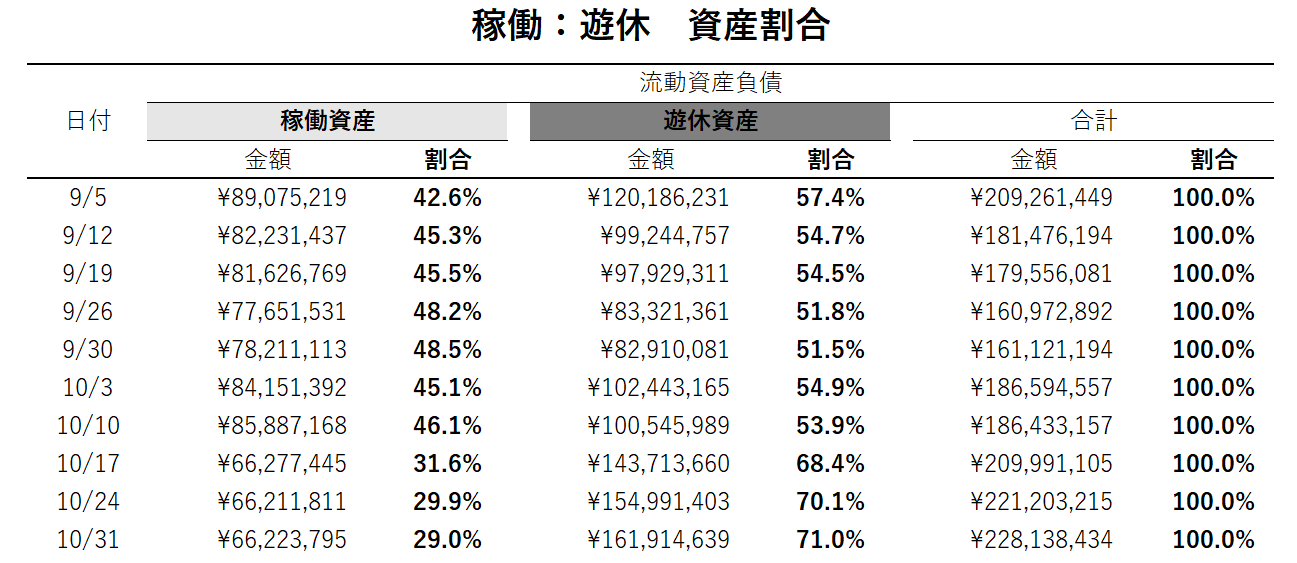 稼働：遊休　資産割合
流動資産負債
日付 稼働資産 遊休資産 合計
金額 割合 金額 割合 金額 割合
9/5 ¥89,075,219 42.6% ¥120,186,231 57.4% ¥209,261,449 100.0%
9/12 ¥82,231,437 45.3% ¥99,244,757 54.7% ¥181,476,194 100.0%
9/19 ¥81,626,769 45.5% ¥97,929,311 54.5% ¥179,556,081 100.0%
9/26 ¥77,651,531 48.2% ¥83,321,361 51.8% ¥160,972,892 100.0%
9/30 ¥78,211,113 48.5% ¥82,910,081 51.5% ¥161,121,194 100.0%
10/3 ¥84,151,392 45.1% ¥102,443,165 54.9% ¥186,594,557 100.0%
10/10 ¥85,887,168 46.1% ¥100,545,989 53.9% ¥186,433,157 100.0%
10/17 ¥66,277,445 31.6% ¥143,713,660 68.4% ¥209,991,105 100.0%
10/24 ¥66,211,811 29.9% ¥154,991,403 70.1% ¥221,203,215 100.0%
10/31 ¥66,223,795 29.0% ¥161,914,639 71.0% ¥228,138,434 100.0%